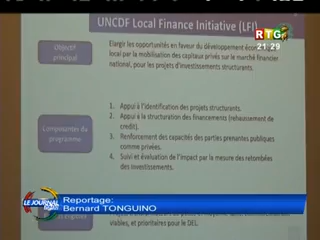 UNCDF Local Finance Initiative (LFI)
RTG
21:29
Objectif
principal
Elargir les opportunités en faveur du développement économique
local par la mobilisation des capitaux privés sur le marché financier
national, pour les projets d'investissements structurants.
Composantes du
programme
1. Appui à l'identification des projets structurants.
2. Appui à la structuration des financements (rehaussement de
crédit).
3. Renforcement des capacités des parties prenantes publiques
comme privées.
4. Suivi et évaluation de l'impact par la mesure des retombées
des investissements.
LE JOURNAL
Reportage:
Bernard TONGUINO
et prioritaires pour le DEL.